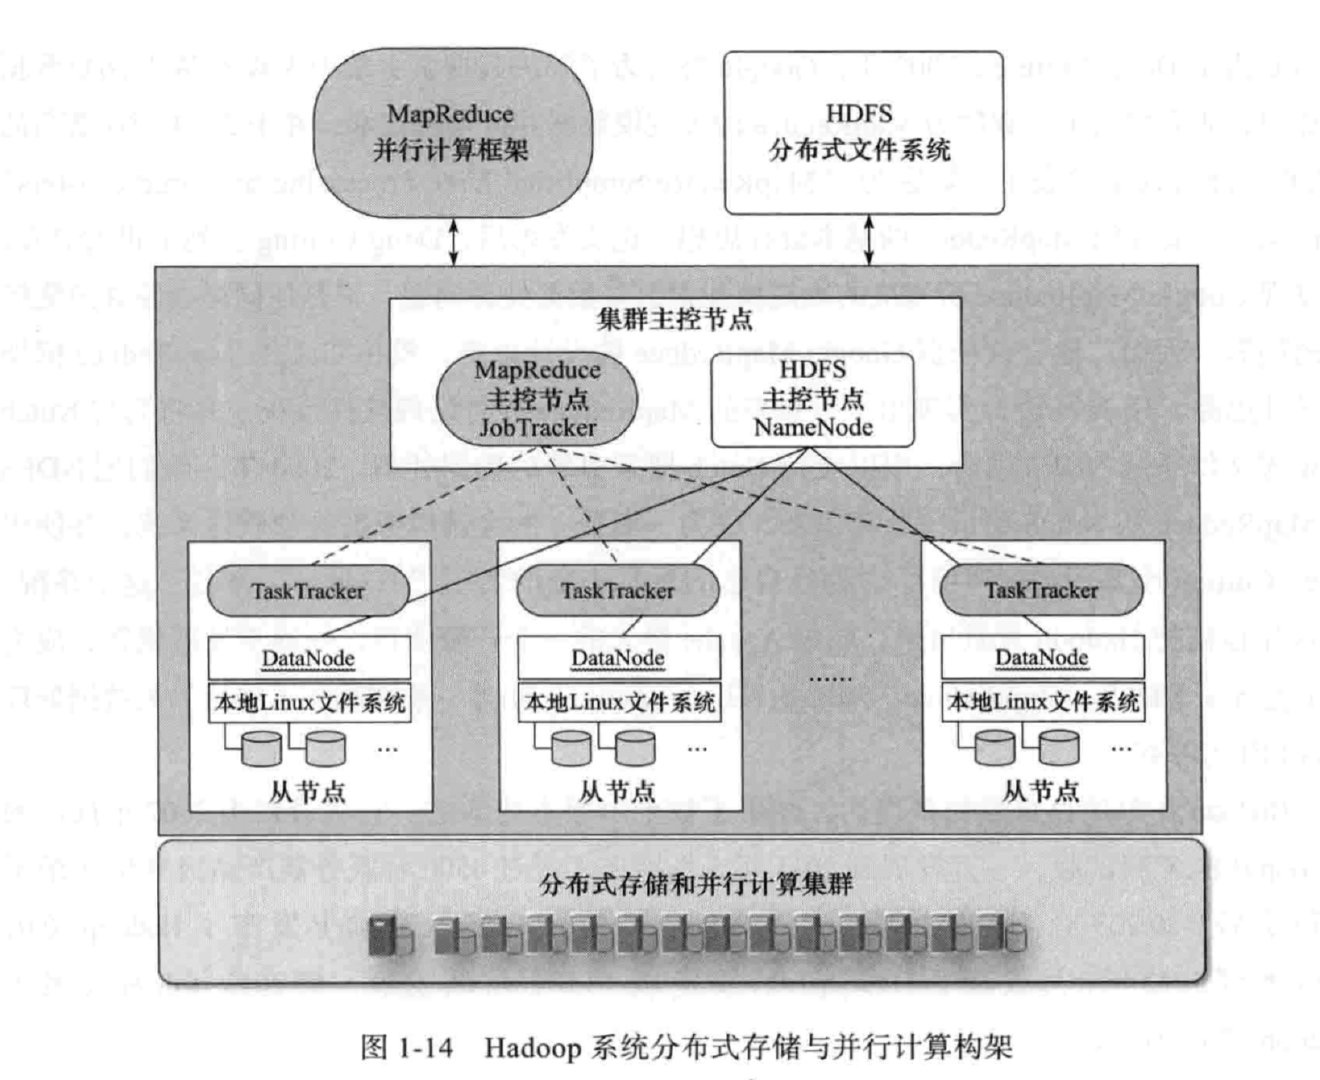 MapReduce
并行计算框架
HDFS
分布式文件系统
集群主控节点
MapReduce
主控节点
JobTracker
HDFS
主控节点
NameNode
TaskTracker
DataNode
本地Linux文件系统
…
从节点
TaskTracker
DataNode
本地Linux文件系统
…
从节点
……
TaskTracker
DataNode
本地Linux文件系统
…
从节点
分布式存储和并行计算集群
图 1-14 Hadoop 系统分布式存储与并行计算构架